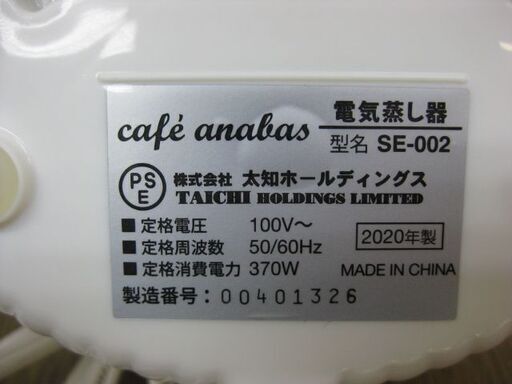 café anabas 電気蒸し器
型名 SE-002
PS
E
株式会社 太知ホールディングス
TAICHI HOLDINGS LIMITED
■定格電圧 100V～
■定格周波数 50/60Hz 2020年製
■定格消費電力 370W MADE IN CHINA
製造番号：00401326